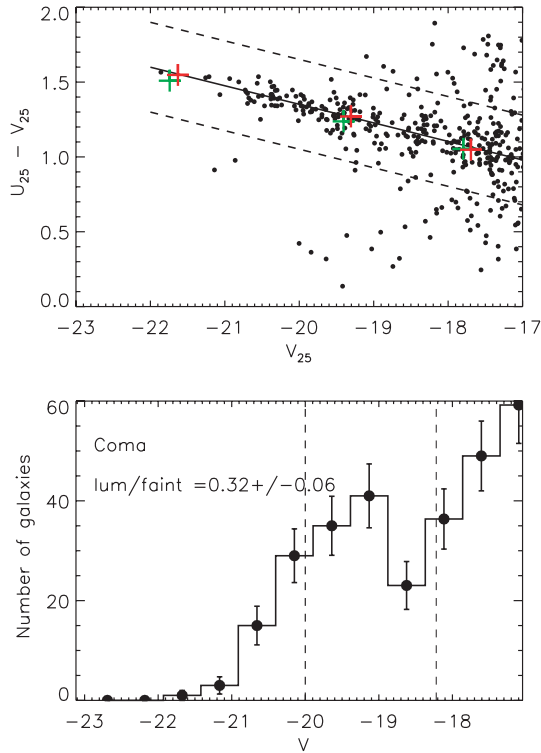 2.0
1.5
1.0
0.5
0.0
U25 − V25
−23 −22 −21 −20 −19 −18 −17
V25
60
40
20
0
Number of galaxies
Coma
lum/faint =0.32+/−0.06
−23 −22 −21 −20 −19 −18
V